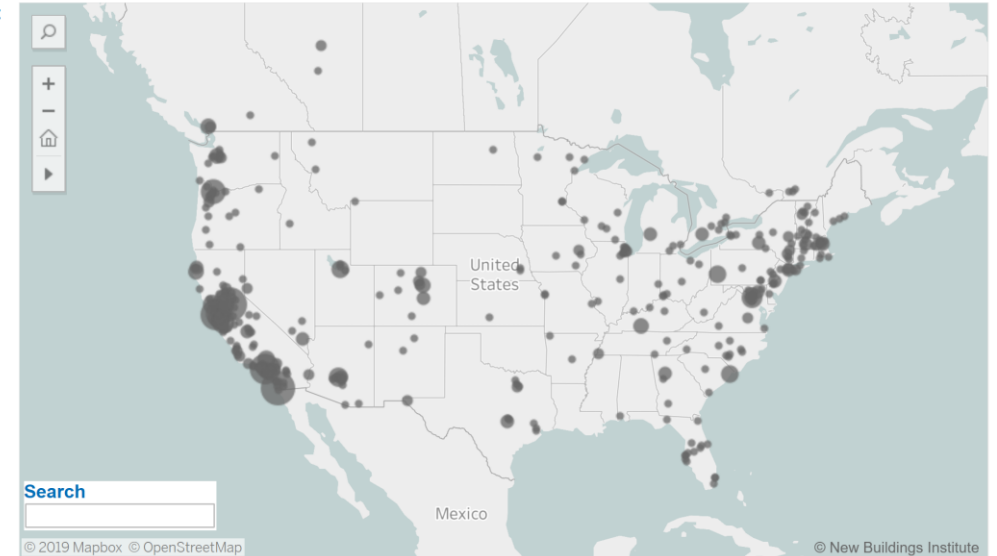 United
States
Mexico
Search
© 2019 Mapbox © OpenStreetMap
© New Buildings Institute